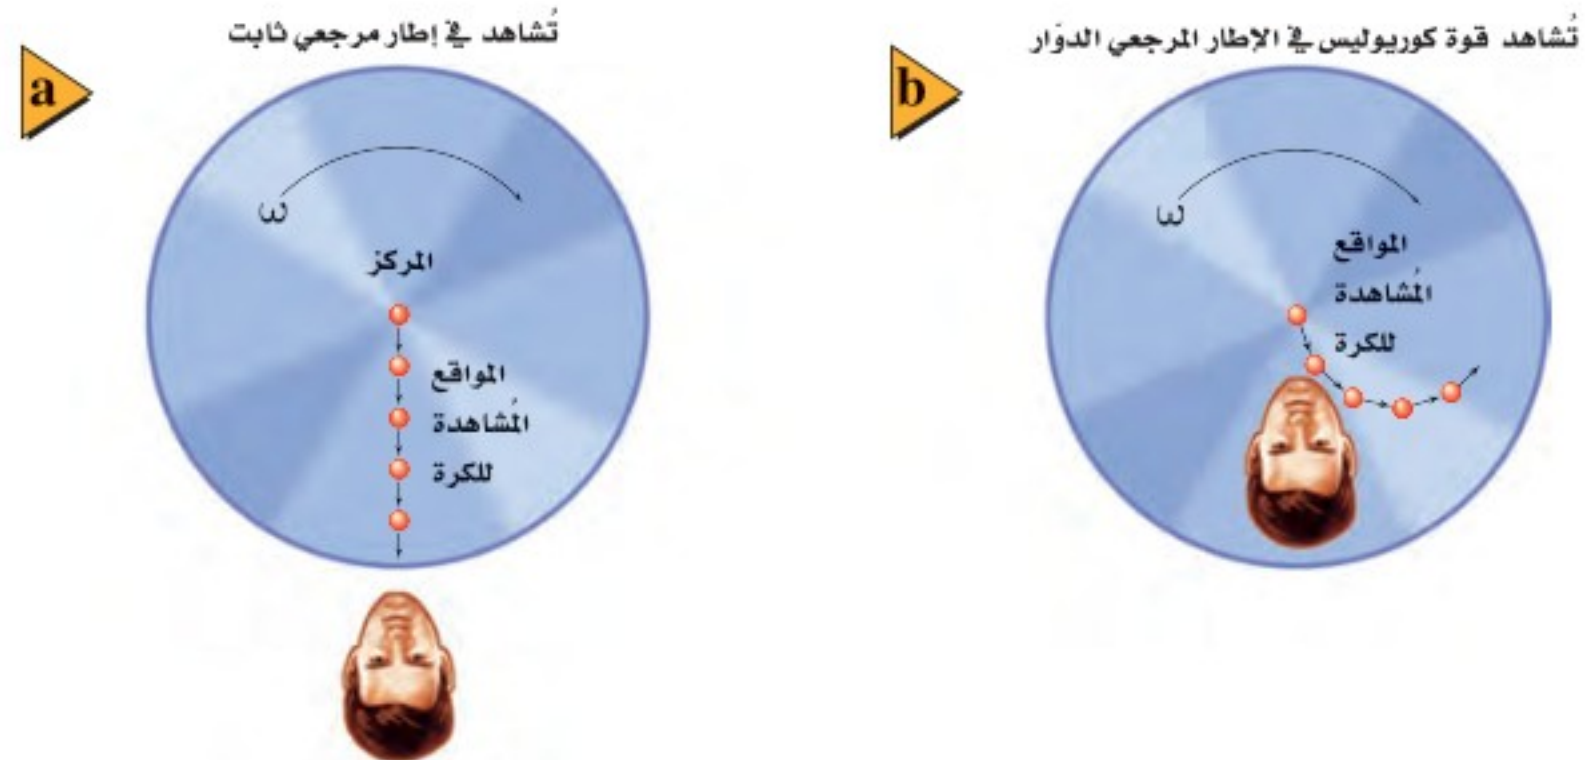 تُشاهد في إطار مرجعي ثابت
a
ω
المركز
المواقع
المُشاهدة
للكرة
تُشاهد قوة كوريوليس في الإطار المرجعي الدوّار
b
ω
المواقع
المُشاهدة
للكرة